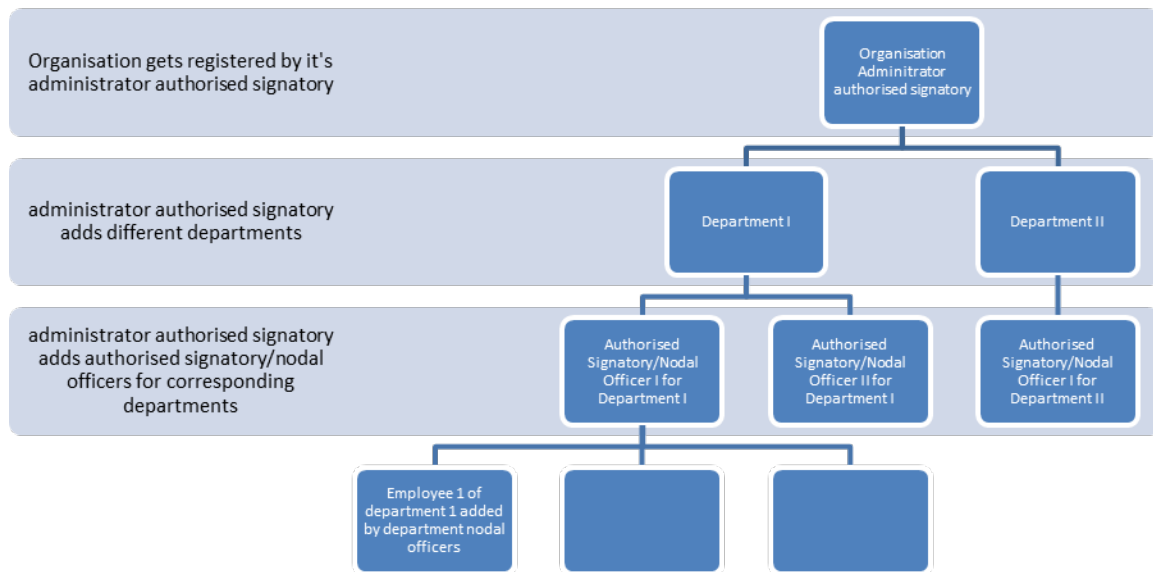 Organisation gets registered by it's
administrator authorised signatory
Organisation
Adminitrator
authorised signatory
administrator authorised signatory
adds different departments
Department I
Department II
administrator authorised signatory
adds authorised signatory/nodal
officers for corresponding
departments
Authorised
Signatory/Nodal
Officer I for
Department I
Authorised
Signatory/Nodal
Officer II for
Department I
Authorised
Signatory/Nodal
Officer I for
Department II
Employee 1 of
department 1 added
by department nodal
officers